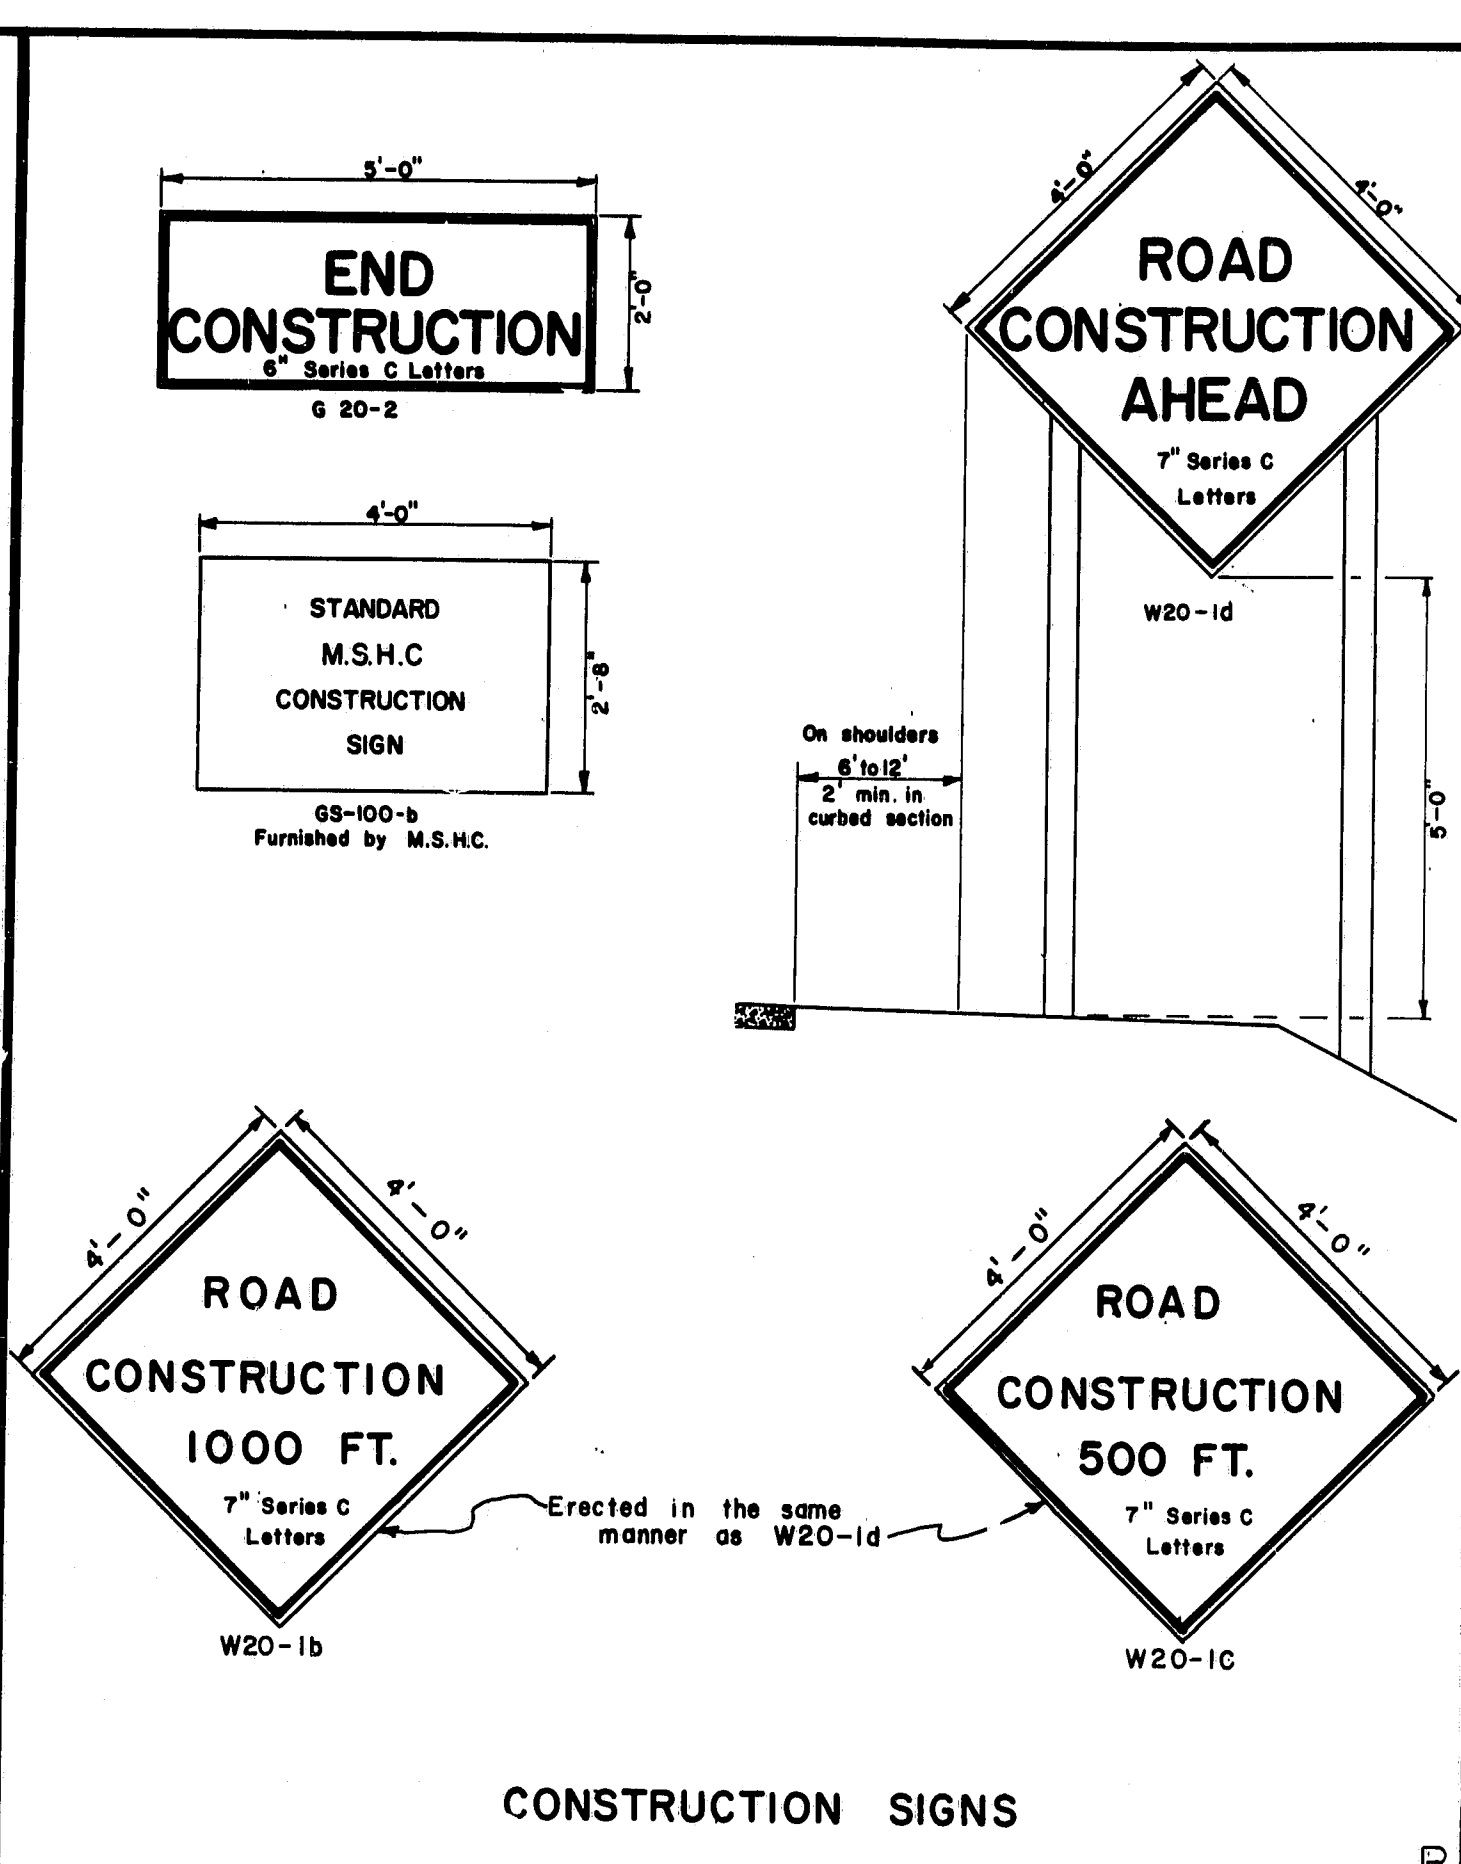 5'-0"
END
CONSTRUCTION
6" Series C Letters
2'-0"
G 20-2
4'-0"
STANDARD
M.S.H.C
CONSTRUCTION
SIGN
2'-8"
GS-100-b
Furnished by M.S.H.C.
4'-0"
4'-0"
ROAD
CONSTRUCTION
AHEAD
7" Series C
Letters
W20-1d
On shoulders
6' to 12'
2' min. in
curbed section
5'-0"
4'-0"
4'-0"
ROAD
CONSTRUCTION
1000 FT.
7" Series C
Letters
W20-1b
Erected in the same
manner as W20-1d
4'-0"
4'-0"
ROAD
CONSTRUCTION
500 FT.
7" Series C
Letters
W20-1C
CONSTRUCTION SIGNS